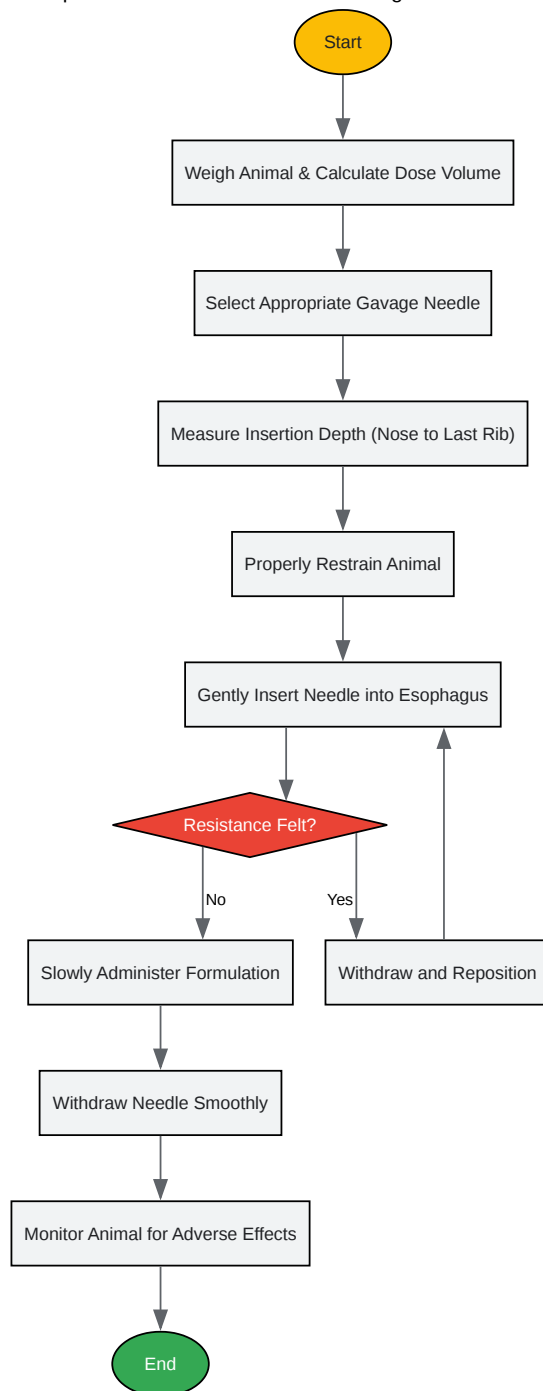 Start
Weigh Animal & Calculate Dose Volume
Select Appropriate Gavage Needle
Measure Insertion Depth (Nose to Last Rib)
Properly Restrain Animal
Gently Insert Needle into Esophagus
Resistance Felt?
No
Yes
Slowly Administer Formulation
Withdraw and Reposition
Withdraw Needle Smoothly
Monitor Animal for Adverse Effects
End